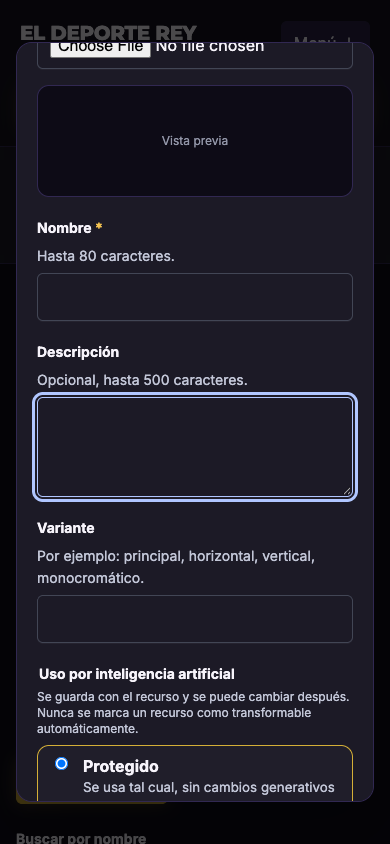 EL DEPORTE REY
Menú
Choose File No file chosen
Vista previa
Nombre *
Hasta 80 caracteres.
Descripción
Opcional, hasta 500 caracteres.
Variante
Por ejemplo: principal, horizontal, vertical,
monocromático.
Uso por inteligencia artificial
Se guarda con el recurso y se puede cambiar después.
Nunca se marca un recurso como transformable
automáticamente.
Protegido
Se usa tal cual, sin cambios generativos
Buscar por nombre